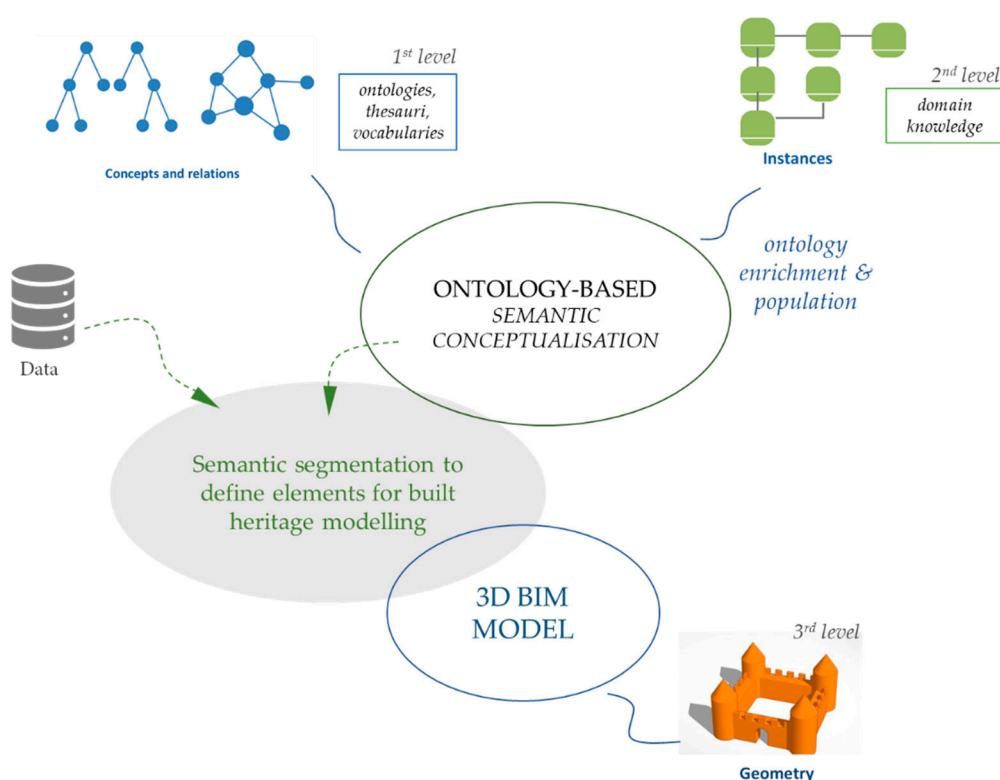 1st level
ontologies,
thesauri,
vocabularies
Concepts and relations
2nd level
domain
knowledge
Instances
ontology
enrichment &
population
ONTOLOGY-BASED
SEMANTIC
CONCEPTUALISATION
Data
Semantic segmentation to
define elements for built
heritage modelling
3D BIM
MODEL
3rd level
Geometry